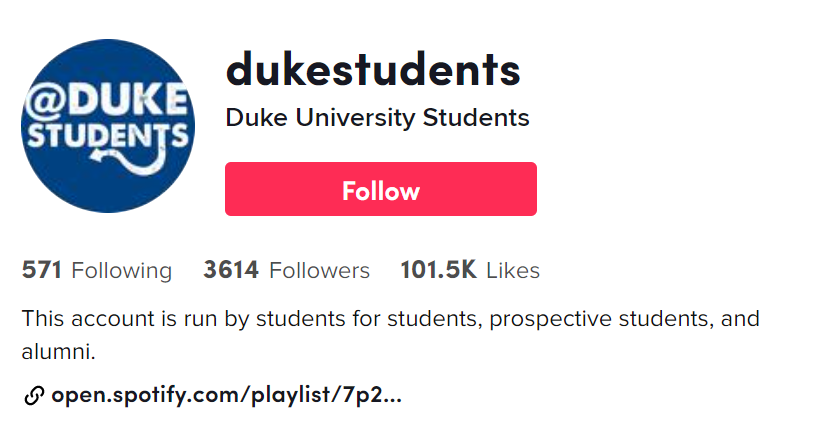 @DUKE
STUDENTS
dukestudents
Duke University Students
Follow
571 Following 3614 Followers 101.5K Likes
This account is run by students for students, prospective students, and
alumni.
open.spotify.com/playlist/7p2...